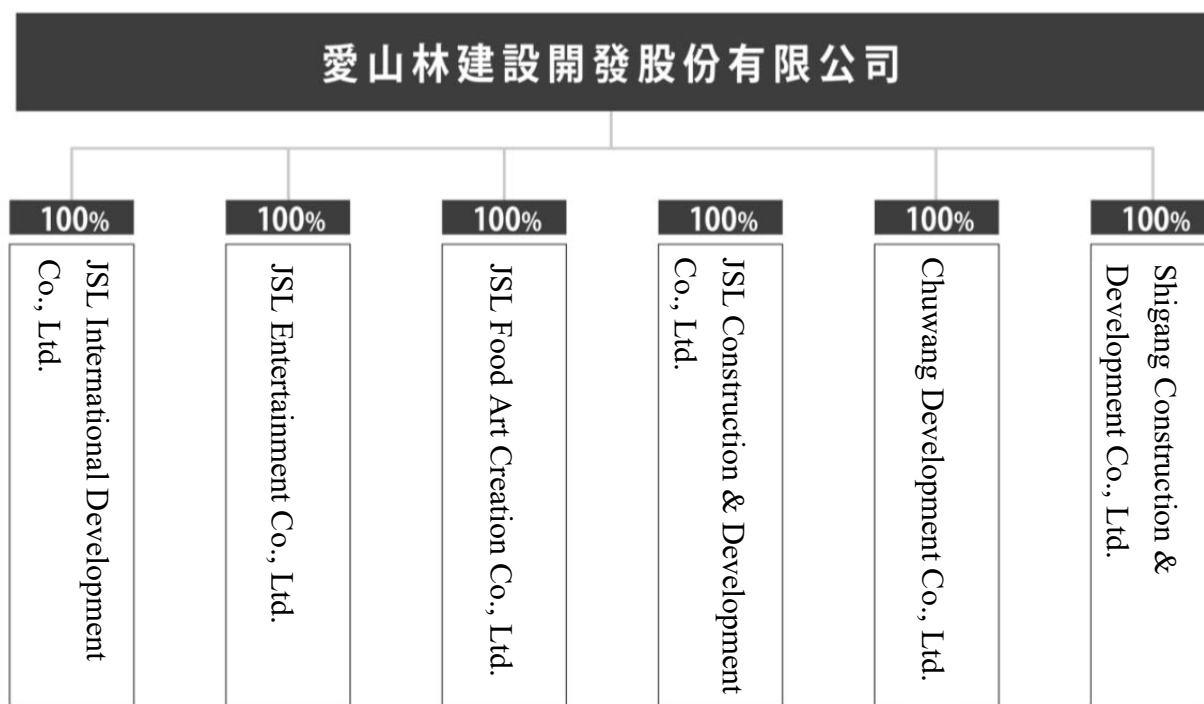 愛山林建設開發股份有限公司
100%
JSL International Development
Co., Ltd.
100%
JSL Entertainment Co., Ltd.
100%
JSL Food Art Creation Co., Ltd.
100%
JSL Construction & Development
Co., Ltd.
100%
Chuwang Development Co., Ltd.
100%
Shigang Construction &
Development Co., Ltd.